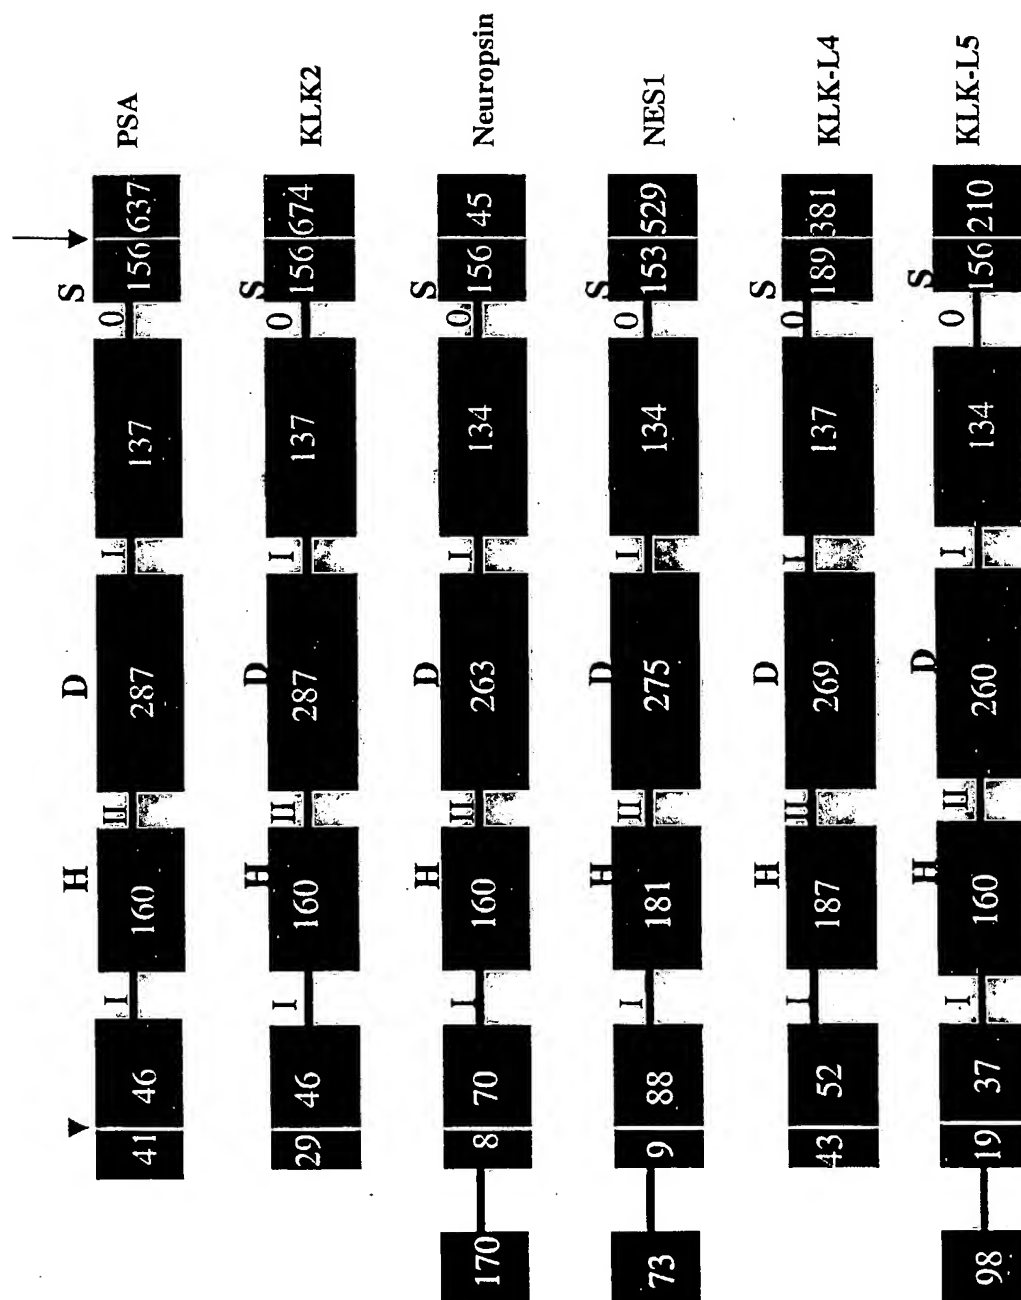 H D S
41 46 I 160 II 287 I 137 0 156 637 PSA
H D S
29 46 I 160 II 287 I 137 0 156 674 KLK2
H D S
170 8 70 I 160 II 263 I 134 0 156 45 Neuropsin
H D S
73 9 88 I 181 II 275 I 134 0 153 529 NES1
H D S
43 52 I 187 II 269 I 137 0 189 381 KLK-L4
H D S
98 19 37 I 160 II 260 I 134 0 156 210 KLK-L5